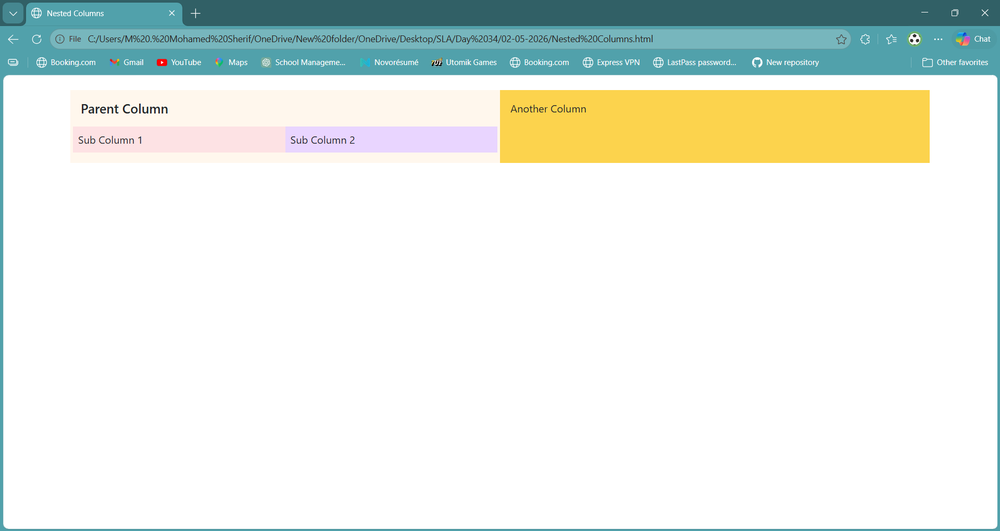 Nested Columns
File C:/Users/M%20.%20Mohamed%20Sherif/OneDrive/New%20folder/OneDrive/Desktop/SLA/Day%2034/02-05-2026/Nested%20Columns.html Chat
Booking.com Gmail YouTube Maps School Manageme... Novorésumé Utomik Games Booking.com Express VPN LastPass password... New repository Other favorites
Parent Column Another Column
Sub Column 1 Sub Column 2